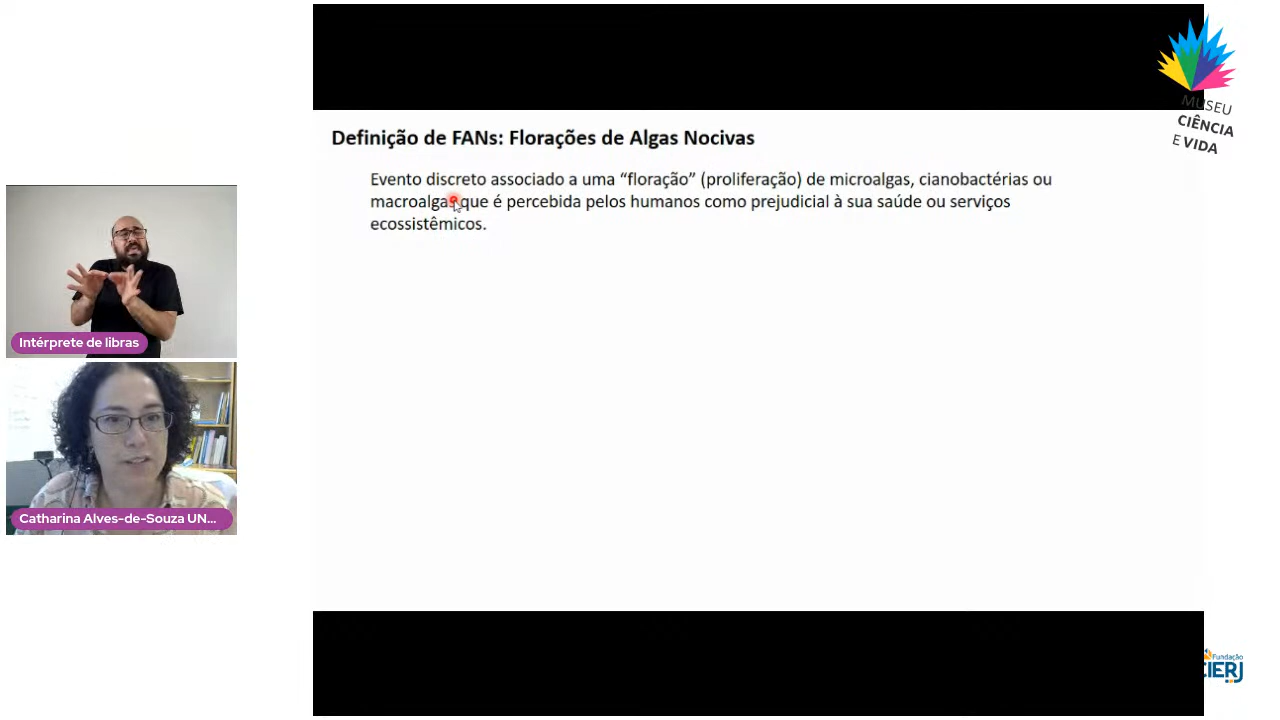 MUSEU
CIÊNCIA
E VIDA
Definição de FANs: Florações de Algas Nocivas
Evento discreto associado a uma “floração” (proliferação) de microalgas, cianobactérias ou
macroalgas que é percebida pelos humanos como prejudicial à sua saúde ou serviços
ecossistêmicos.
Intérprete de libras
Catharina Alves-de-Souza UN...
Fundação
CIERJ